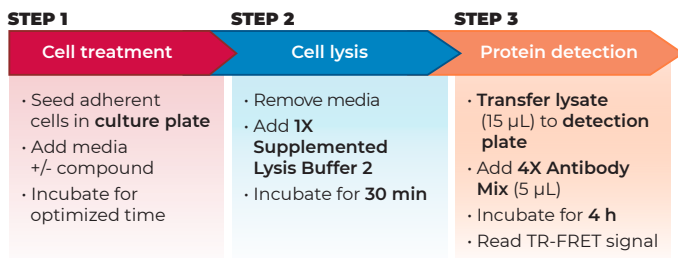 STEP 1
Cell treatment
· Seed adherent
cells in culture plate
· Add media
+/- compound
· Incubate for
optimized time
STEP 2
Cell lysis
· Remove media
· Add 1X
Supplemented
Lysis Buffer 2
· Incubate for 30 min
STEP 3
Protein detection
· Transfer lysate
(15 µL) to detection
plate
· Add 4X Antibody
Mix (5 µL)
· Incubate for 4 h
· Read TR-FRET signal